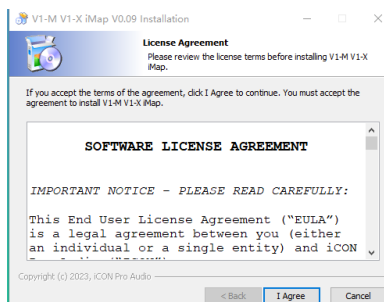 V1-M V1-X iMap V0.09 Installation
License Agreement
Please review the license terms before installing V1-M V1-X
iMap.
If you accept the terms of the agreement, click I Agree to continue. You must accept the
agreement to install V1-M V1-X iMap.
SOFTWARE LICENSE AGREEMENT
IMPORTANT NOTICE - PLEASE READ CAREFULLY:
This End User License Agreement (“EULA”)
is a legal agreement between you (either
an individual or a single entity) and iCON
Copyright (c) 2023, iCON Pro Audio
< Back
I Agree
Cancel